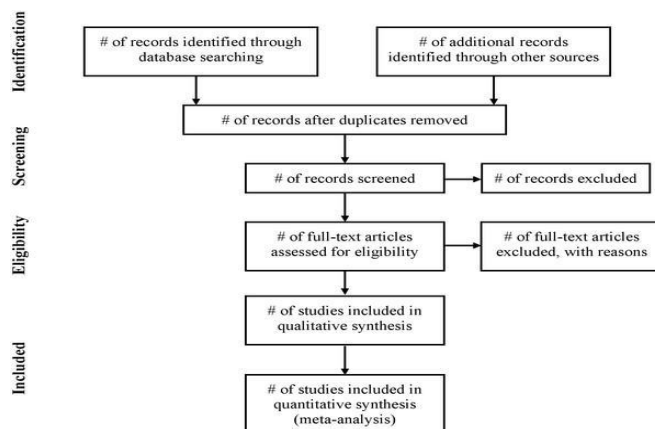 Identification
# of records identified through
database searching
# of additional records
identified through other sources
# of records after duplicates removed
Screening
# of records screened
# of records excluded
Eligibility
# of full-text articles
assessed for eligibility
# of full-text articles
excluded, with reasons
# of studies included in
qualitative synthesis
Included
# of studies included in
quantitative synthesis
(meta-analysis)